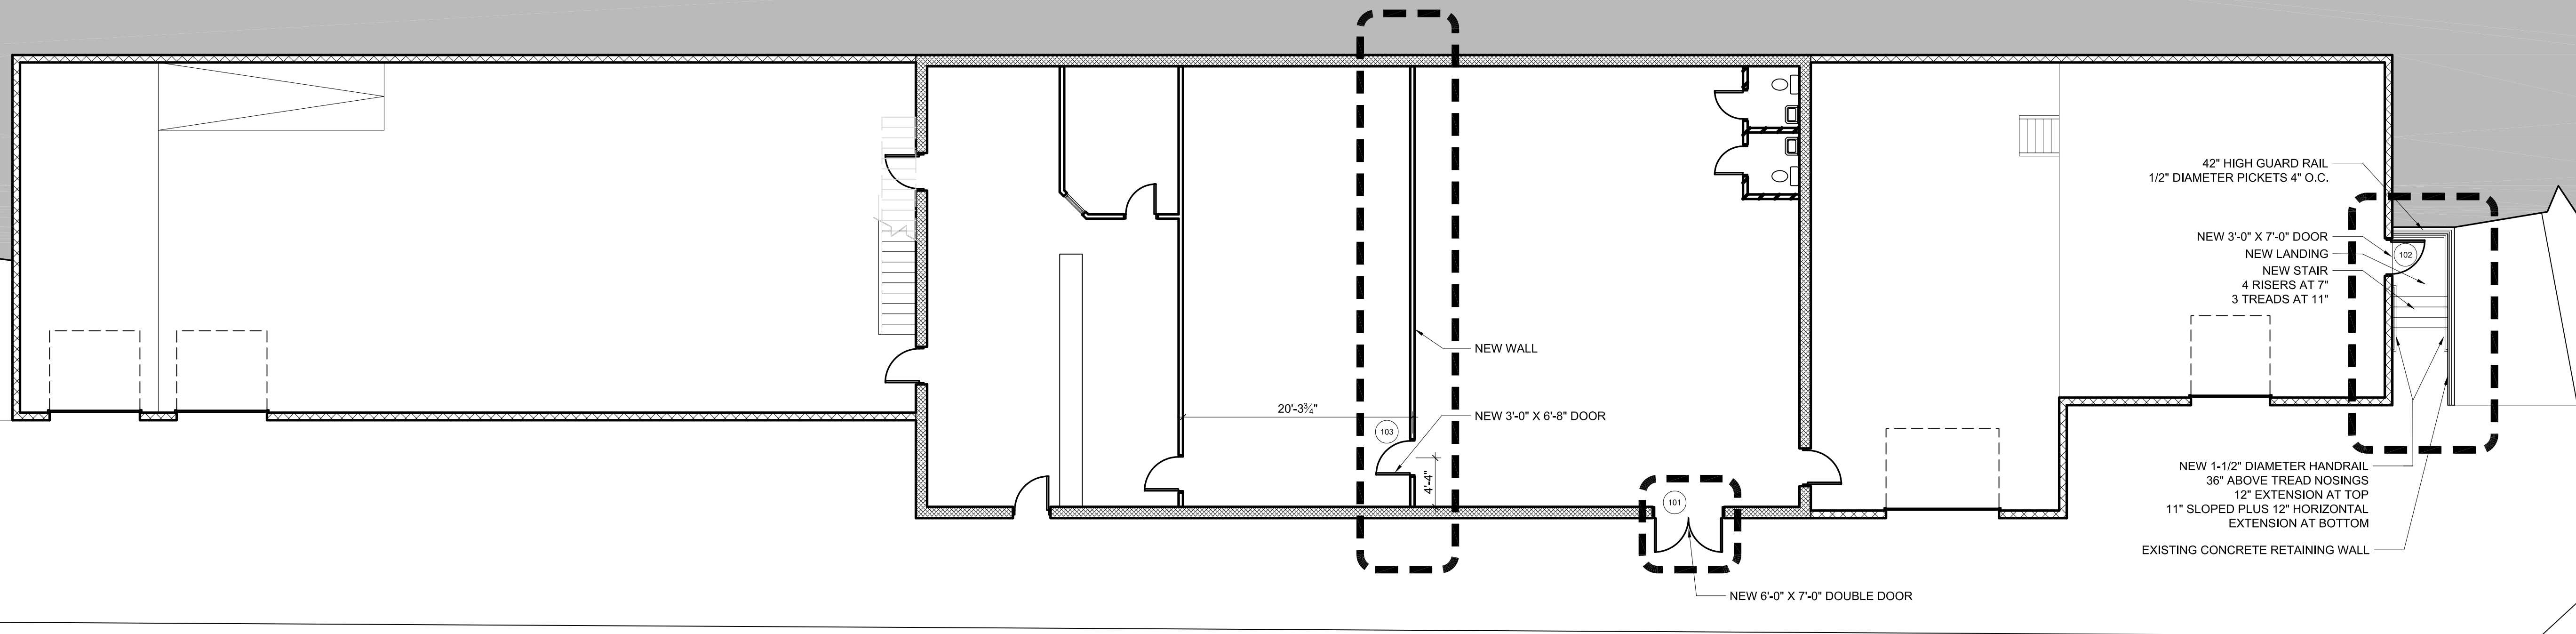 42" HIGH GUARD RAIL
1/2" DIAMETER PICKETS 4" O.C.
NEW 3'-0" X 7'-0" DOOR
102
NEW LANDING
NEW STAIR
4 RISERS AT 7"
3 TREADS AT 11"
NEW WALL
20'-3¾"
NEW 3'-0" X 6'-8" DOOR
103
4'-4"
101
NEW 1-1/2" DIAMETER HANDRAIL
36" ABOVE TREAD NOSINGS
12" EXTENSION AT TOP
11" SLOPED PLUS 12" HORIZONTAL
EXTENSION AT BOTTOM
EXISTING CONCRETE RETAINING WALL
NEW 6'-0" X 7'-0" DOUBLE DOOR